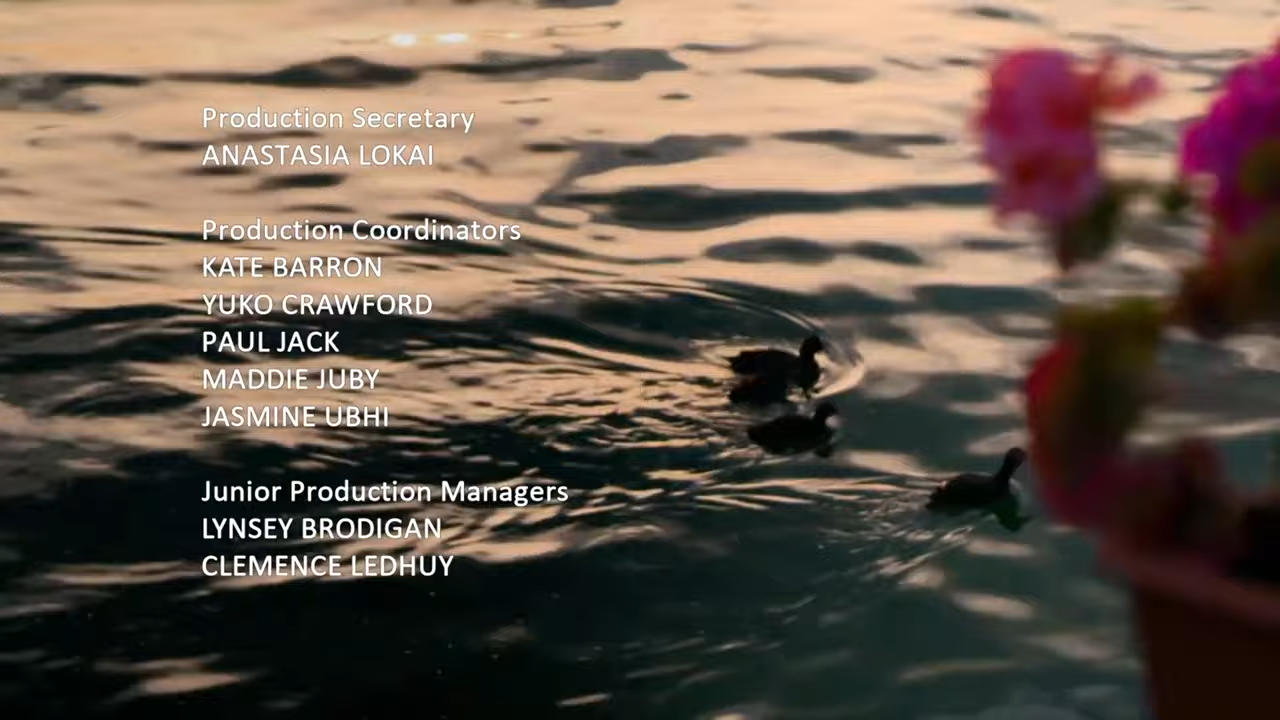 Production Secretary
ANASTASIA LOKAI
Production Coordinators
KATE BARRON
YUKO CRAWFORD
PAUL JACK
MADDIE JUBY
JASMINE UBHI
Junior Production Managers
LYNSEY BRODIGAN
CLEMENCE LEDHUY